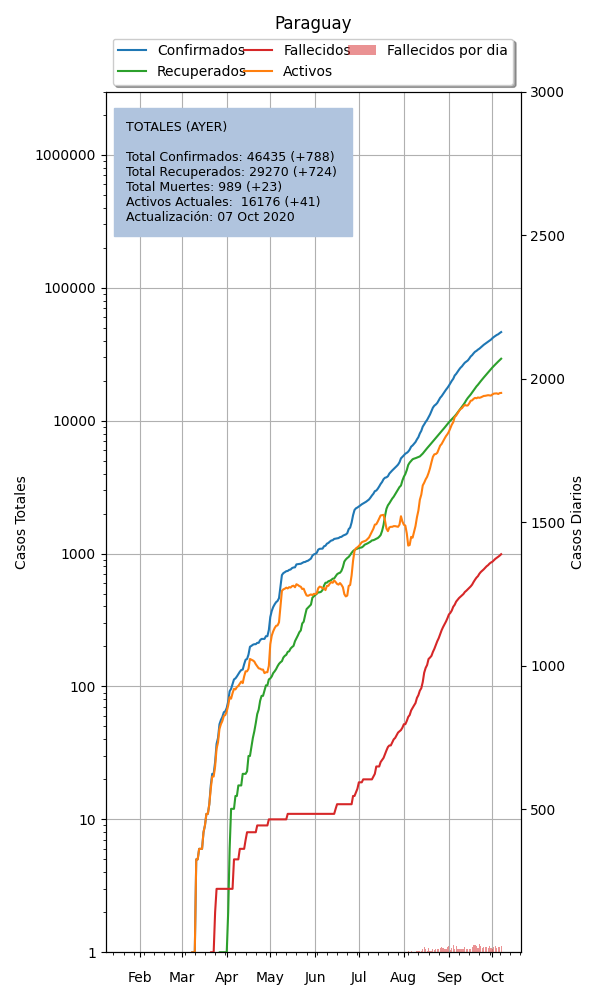 Paraguay
Confirmados
Recuperados
Fallecidos
Activos
Fallecidos por dia
TOTALES (AYER)
Total Confirmados: 46435 (+788)
Total Recuperados: 29270 (+724)
Total Muertes: 989 (+23)
Activos Actuales:  16176 (+41)
Actualización: 07 Oct 2020
Casos Totales
1000000
100000
10000
1000
100
10
1
Casos Diarios
3000
2500
2000
1500
1000
500
Feb Mar Apr May Jun Jul Aug Sep Oct